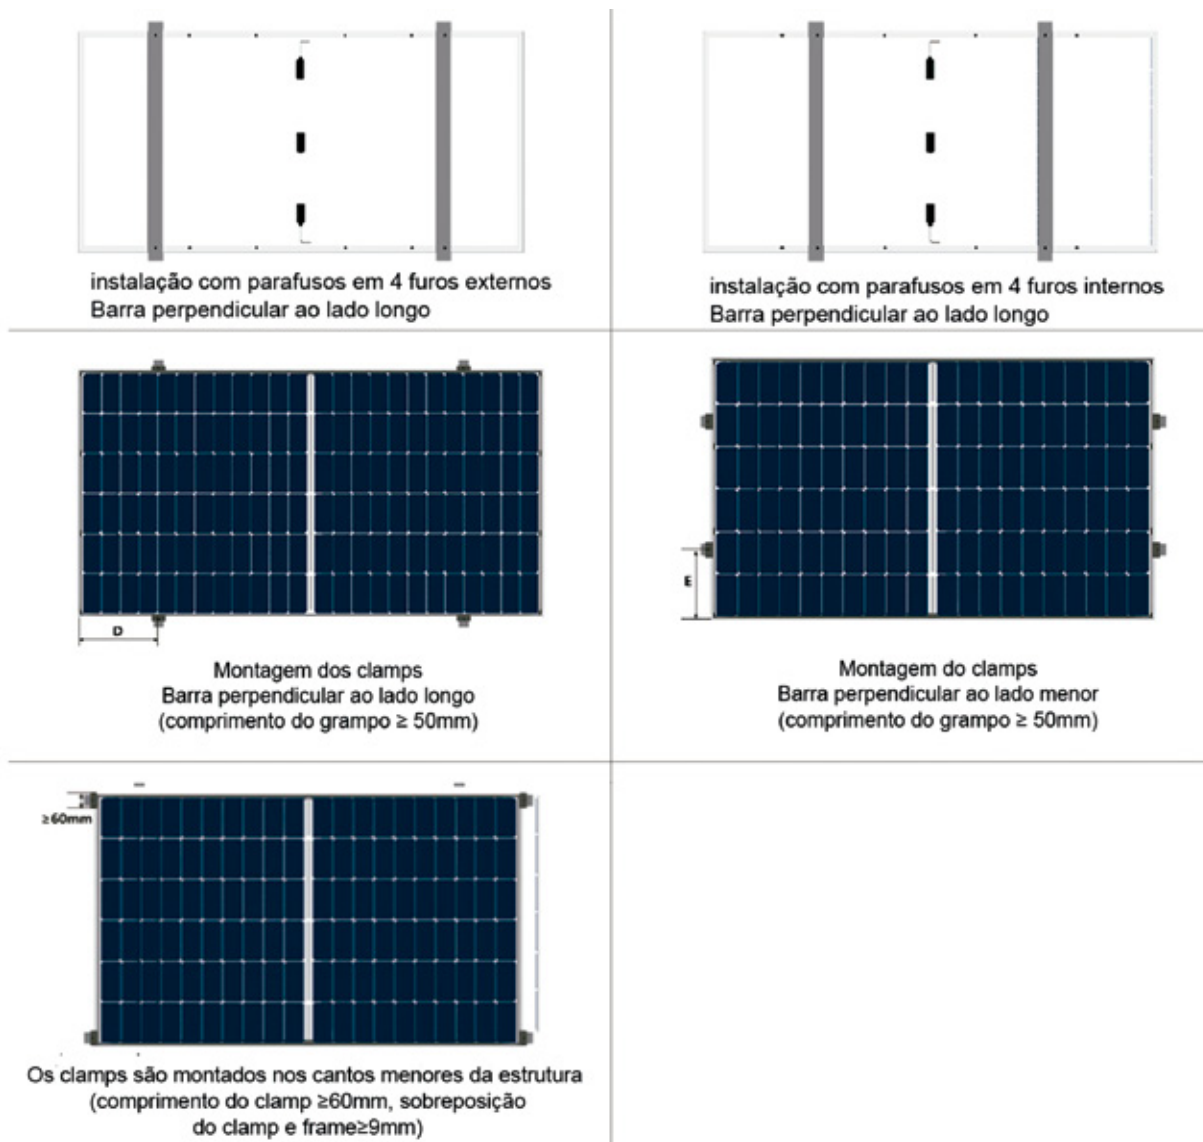 instalação com parafusos em 4 furos externos
Barra perpendicular ao lado longo
instalação com parafusos em 4 furos internos
Barra perpendicular ao lado longo
D
Montagem dos clamps
Barra perpendicular ao lado longo
(comprimento do grampo ≥ 50mm)
E
Montagem do clamps
Barra perpendicular ao lado menor
(comprimento do grampo ≥ 50mm)
≥60mm
Os clamps são montados nos cantos menores da estrutura
(comprimento do clamp ≥60mm, sobreposição
do clamp e frame≥9mm)